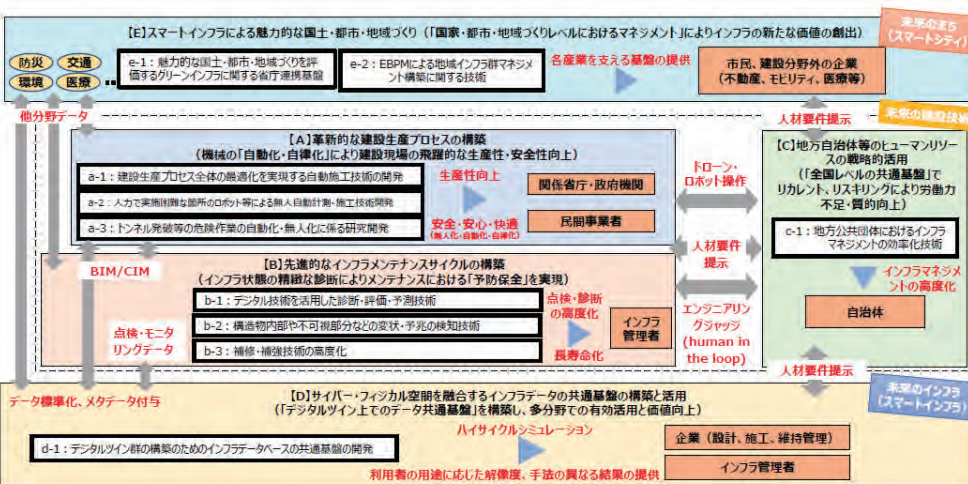 【E】スマートインフラによる魅力的な国土・都市・地域づくり（「国家・都市・地域づくりレベルにおけるマネジメント」によりインフラの新たな価値の創出）
未来のまち
(スマートシティ)
防災
交通
環境
医療
‥
e-1：魅力的な国土・都市・地域づくりを評
価するグリーンインフラに関する省庁連携基盤
e-2：EBPMによる地域インフラ群マネジメ
ント構築に関する技術
各産業を支える基盤の提供
市民、建設分野外の企業
(不動産、モビリティ、医療等)
他分野データ
人材要件提示
未来の建設技術
【A】革新的な建設生産プロセスの構築
(機械の「自動化・自律化」により建設現場の飛躍的な生産性・安全性向上)
a-1：建設生産プロセス全体の最適化を実現する自動施工技術の開発
a-2：人力で実施困難な箇所のロボット等による無人自動計測・施工技術開発
a-3：トンネル発破等の危険作業の自動化・無人化に係る研究開発
生産性向上
安全・安心・快適
(無人化・自動化・自律化)
関係省庁・政府機関
民間事業者
ドローン・
ロボット操作
【C】地方自治体等のヒューマンリソー
スの戦略的活用
(「全国レベルの共通基盤」で
リカレント、リスキリングにより労働力
不足・質的向上)
c-1：地方公共団体におけるインフラ
マネジメントの効率化技術
インフラマネジメ
ントの高度化
自治体
人材要件
提示
BIM/CIM
【B】先進的なインフラメンテナンスサイクルの構築
(インフラ状態の精緻な診断によりメンテナンスにおける「予防保全」を実現)
b-1：デジタル技術を活用した診断・評価・予測技術
b-2：構造物内部や不可視部分などの変状・予兆の検知技術
b-3：補修・補強技術の高度化
点検・診断
の高度化
長寿命化
インフラ
管理者
点検・モニタ
リングデータ
エンジニアリン
グジャッジ
(human in
the loop)
人材要件提示
データ標準化、メタデータ付与
未来のインフラ
(スマートインフラ)
【D】サイバー・フィジカル空間を融合するインフラデータの共通基盤の構築と活用
(「デジタルツイン上でのデータ共通基盤」を構築し、多分野での有効活用と価値向上)
d-1：デジタルツイン群の構築のためのインフラデータベースの共通基盤の開発
ハイサイクルシミュレーション
利用者の用途に応じた解像度、手法の異なる結果の提供
企業（設計、施工、維持管理）
インフラ管理者